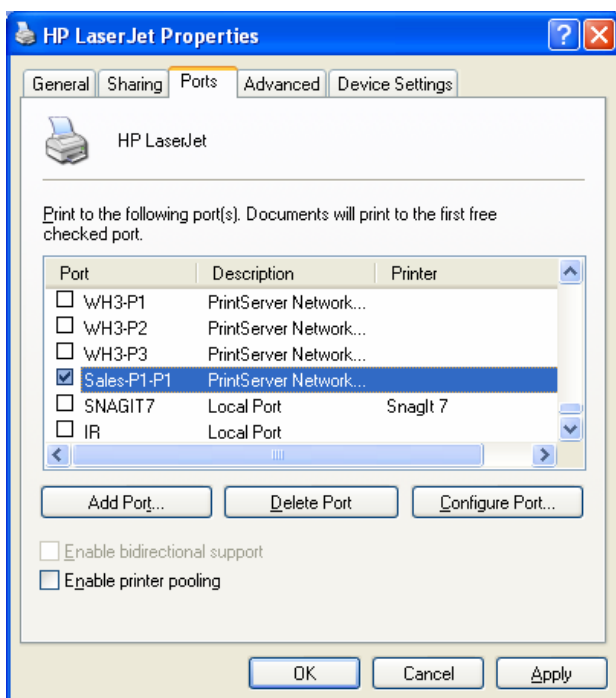 HP LaserJet Properties
General Sharing Ports Advanced Device Settings
HP LaserJet
Print to the following port(s). Documents will print to the first free
checked port.
Port Description Printer
WH3-P1 PrintServer Network...
WH3-P2 PrintServer Network...
WH3-P3 PrintServer Network...
Sales-P1-P1 PrintServer Network...
SNAGIT7 Local Port SnagIt 7
IR Local Port
Add Port... Delete Port Configure Port...
Enable bidirectional support
Enable printer pooling
OK Cancel Apply